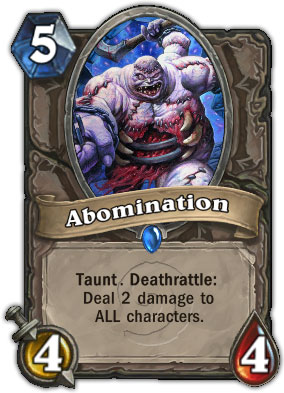 5
Abomination
Taunt. Deathrattle:
Deal 2 damage to
ALL characters.
4
4